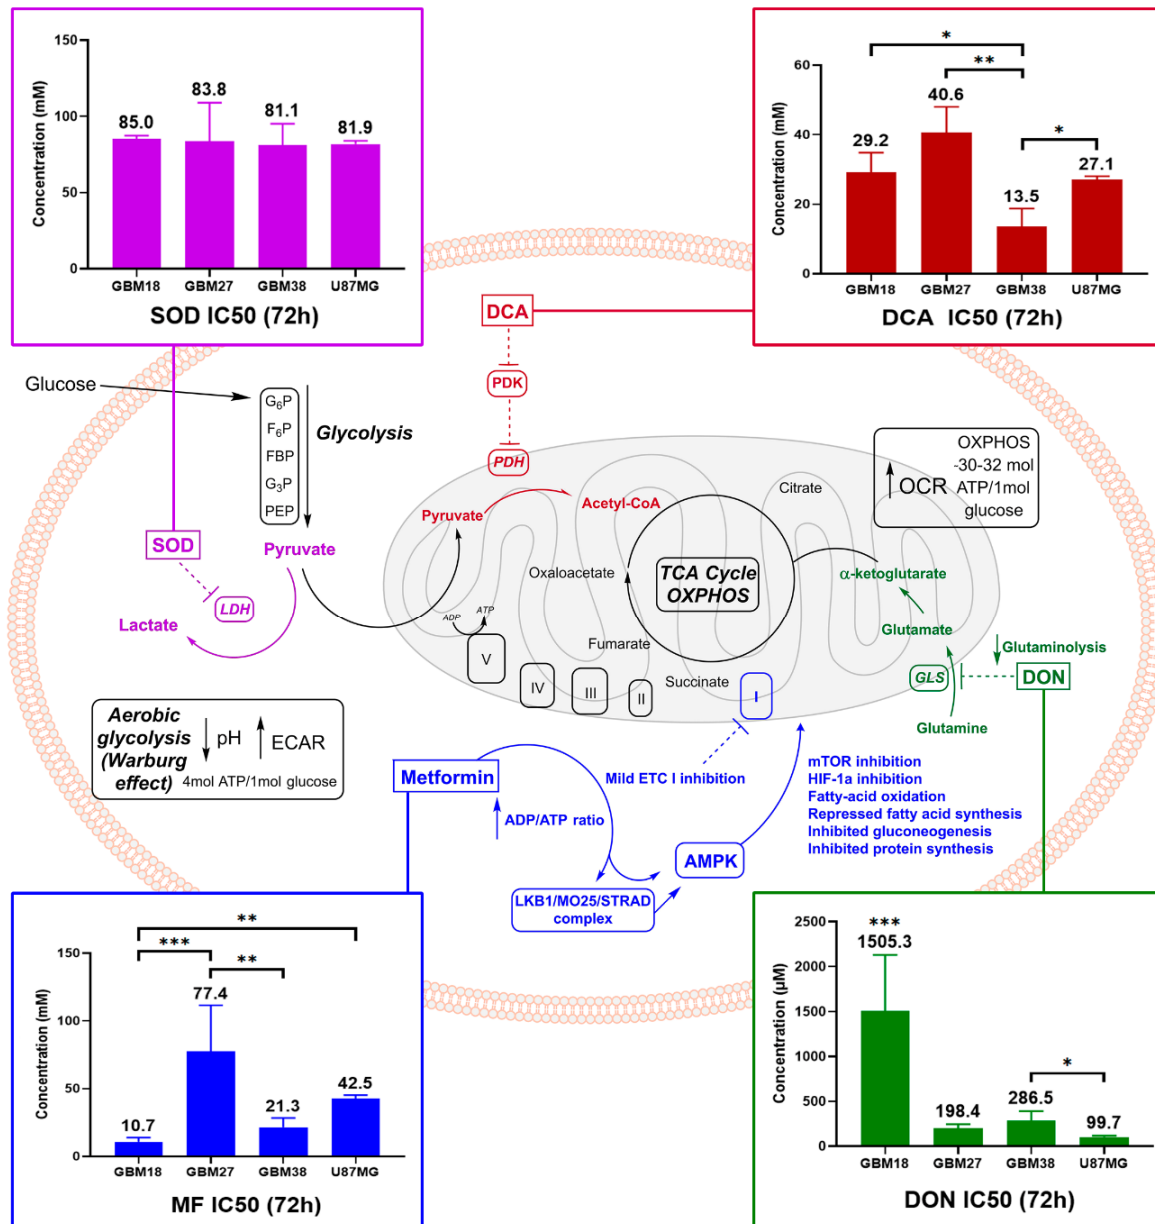 150
100
50
0
Concentration (mM)
85.0
83.8
81.1
81.9
GBM18 GBM27 GBM38 U87MG
SOD IC50 (72h)
60
40
20
0
Concentration (mM)
*
**
*
29.2
40.6
13.5
27.1
GBM18 GBM27 GBM38 U87MG
DCA IC50 (72h)
DCA
PDK
PDH
Glucose
G6P
F6P
FBP
G3P
PEP
Glycolysis
SOD
Pyruvate
LDH
Lactate
Pyruvate
Acetyl-CoA
Citrate
OCR
OXPHOS
-30-32 mol
ATP/1mol
glucose
Oxaloacetate
TCA Cycle
OXPHOS
α-ketoglutarate
ADP
ATP
Fumarate
Glutamate
Glutaminolysis
V
IV
III
II
Succinate
I
GLS
DON
Glutamine
Aerobic
glycolysis
(Warburg
effect)
pH
ECAR
4mol ATP/1mol glucose
Metformin
ADP/ATP ratio
Mild ETC I inhibition
mTOR inhibition
HIF-1a inhibition
Fatty-acid oxidation
Repressed fatty acid synthesis
Inhibited gluconeogenesis
Inhibited protein synthesis
AMPK
LKB1/MO25/STRAD
complex
150
100
50
0
Concentration (mM)
**
***
**
10.7
77.4
21.3
42.5
GBM18 GBM27 GBM38 U87MG
MF IC50 (72h)
2500
2000
1500
1000
500
0
Concentration (µM)
***
1505.3
198.4
286.5
*
99.7
GBM18 GBM27 GBM38 U87MG
DON IC50 (72h)